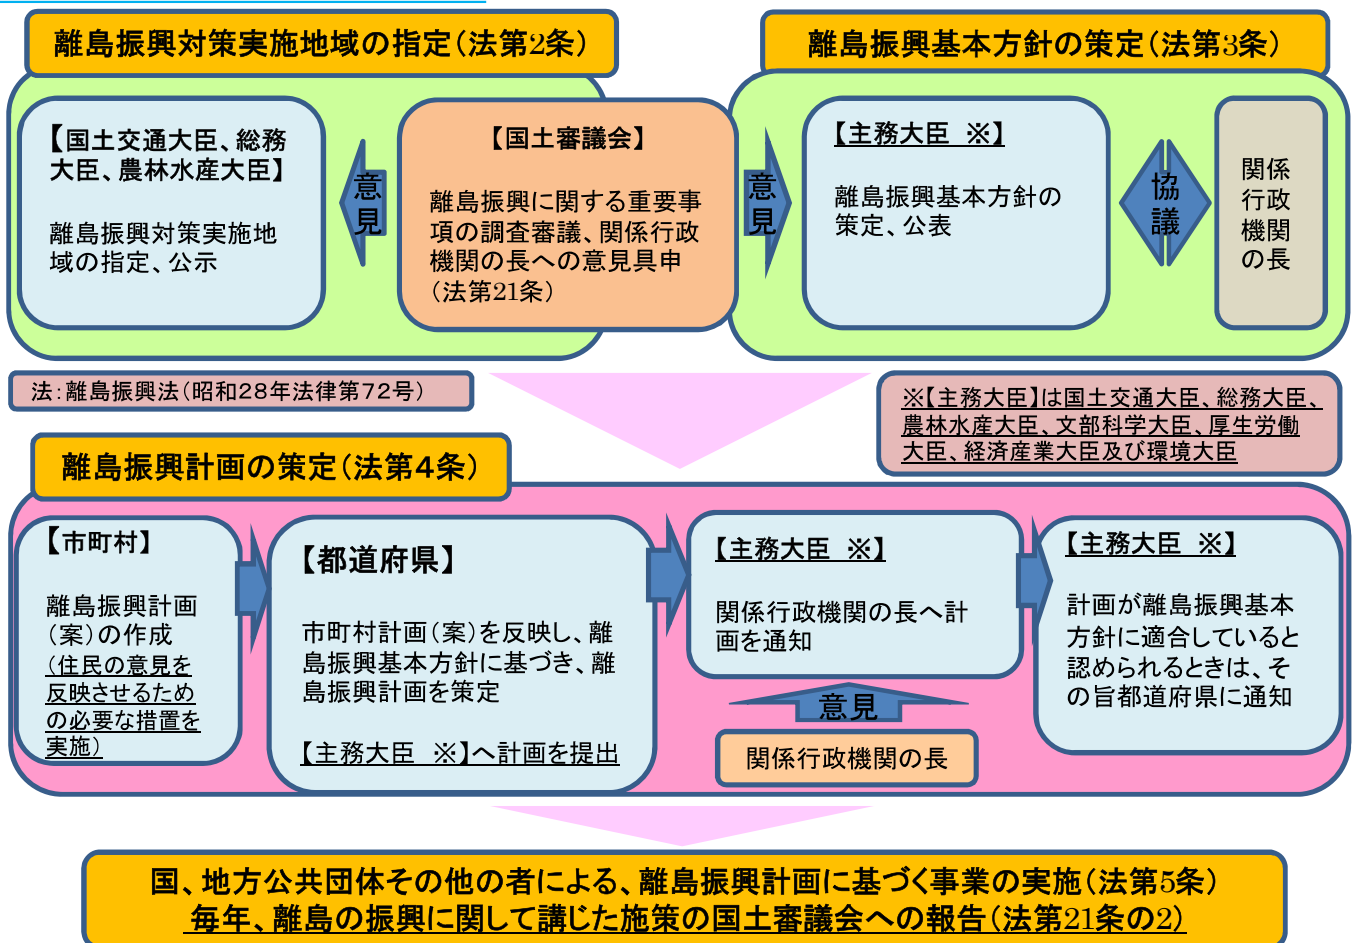 離島振興対策実施地域の指定（法第2条）
離島振興基本方針の策定（法第3条）
【国土交通大臣、総務
大臣、農林水産大臣】
離島振興対策実施地
域の指定、公示
意
見
【国土審議会】
離島振興に関する重要事
項の調査審議、関係行政
機関の長への意見具申
（法第21条）
意
見
【主務大臣　※】
離島振興基本方針の
策定、公表
協
議
関係
行政
機関
の長
法：離島振興法（昭和28年法律第72号）
※【主務大臣】は国土交通大臣、総務大臣、
農林水産大臣、文部科学大臣、厚生労働
大臣、経済産業大臣及び環境大臣
離島振興計画の策定（法第４条）
【市町村】
離島振興計画
（案）の作成
（住民の意見を
反映させるため
の必要な措置を
実施）
【都道府県】
市町村計画（案）を反映し、離
島振興基本方針に基づき、離
島振興計画を策定
【主務大臣　※】へ計画を提出
【主務大臣　※】
関係行政機関の長へ計
画を通知
意見
関係行政機関の長
【主務大臣　※】
計画が離島振興基本
方針に適合していると
認められるときは、そ
の旨都道府県に通知
国、地方公共団体その他の者による、離島振興計画に基づく事業の実施（法第5条）
毎年、離島の振興に関して講じた施策の国土審議会への報告（法第21条の2）